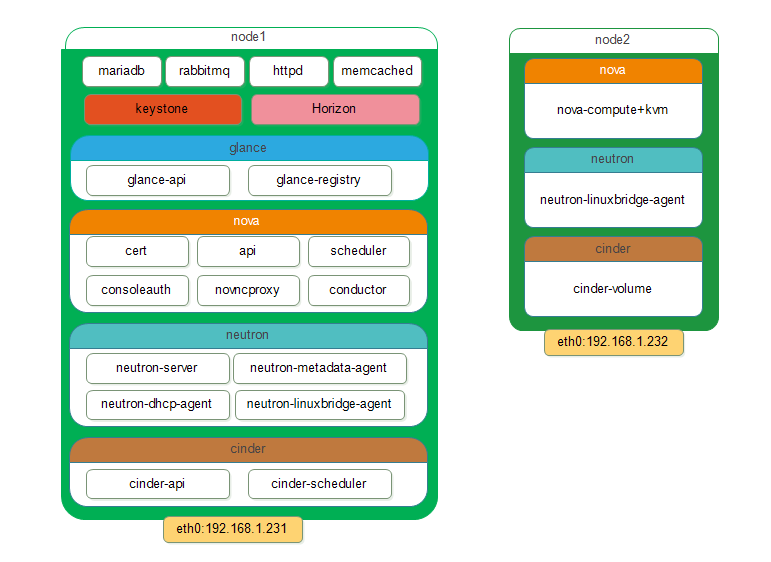 node1
mariadb rabbitmq httpd memcached
keystone Horizon
glance
glance-api glance-registry
nova
cert api scheduler
consoleauth novncproxy conductor
neutron
neutron-server neutron-metadata-agent
neutron-dhcp-agent neutron-linuxbridge-agent
cinder
cinder-api cinder-scheduler
eth0:192.168.1.231
node2
nova
nova-compute+kvm
neutron
neutron-linuxbridge-agent
cinder
cinder-volume
eth0:192.168.1.232